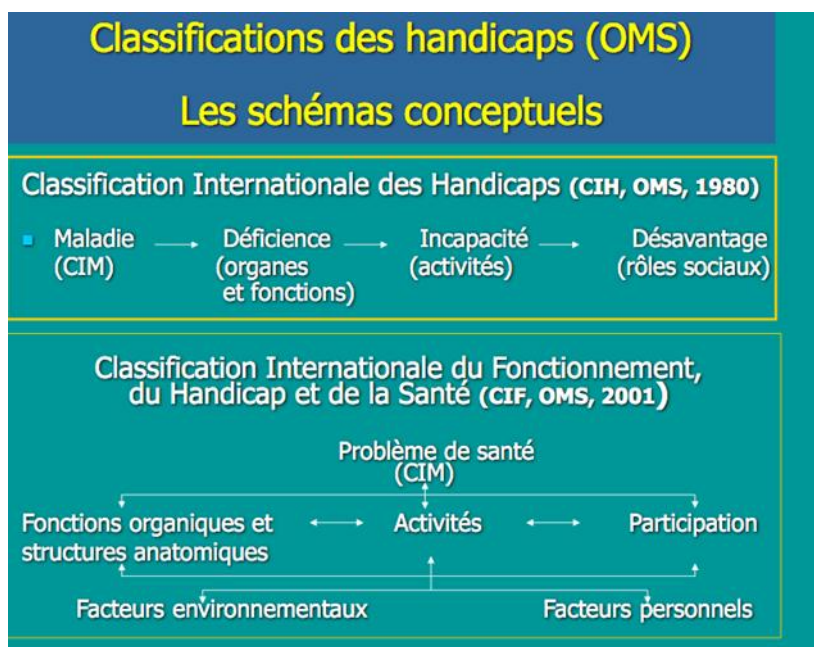 Classifications des handicaps (OMS)
Les schémas conceptuels
Classification Internationale des Handicaps (CIH, OMS, 1980)
Maladie Déficience Incapacité Désavantage
(CIM) (organes (activités) (rôles sociaux)
et fonctions)
Classification Internationale du Fonctionnement,
du Handicap et de la Santé (CIF, OMS, 2001)
Problème de santé
(CIM)
Fonctions organiques et Activités Participation
structures anatomiques
Facteurs environnementaux Facteurs personnels